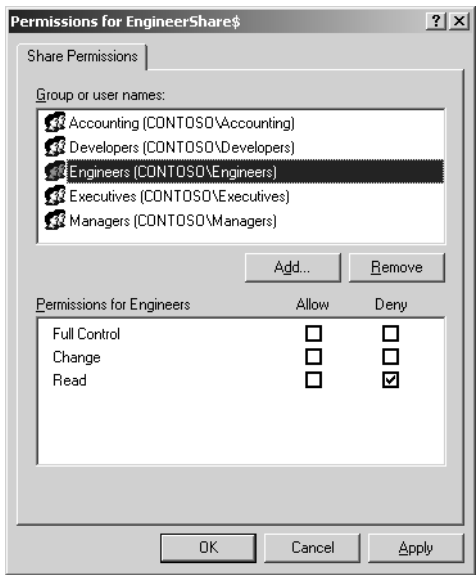 Permissions for EngineerShare$
Share Permissions
Group or user names:
Accounting (CONTOSO\Accounting)
Developers (CONTOSO\Developers)
Engineers (CONTOSO\Engineers)
Executives (CONTOSO\Executives)
Managers (CONTOSO\Managers)
Add... Remove
Permissions for Engineers Allow Deny
Full Control
Change
Read
OK Cancel Apply